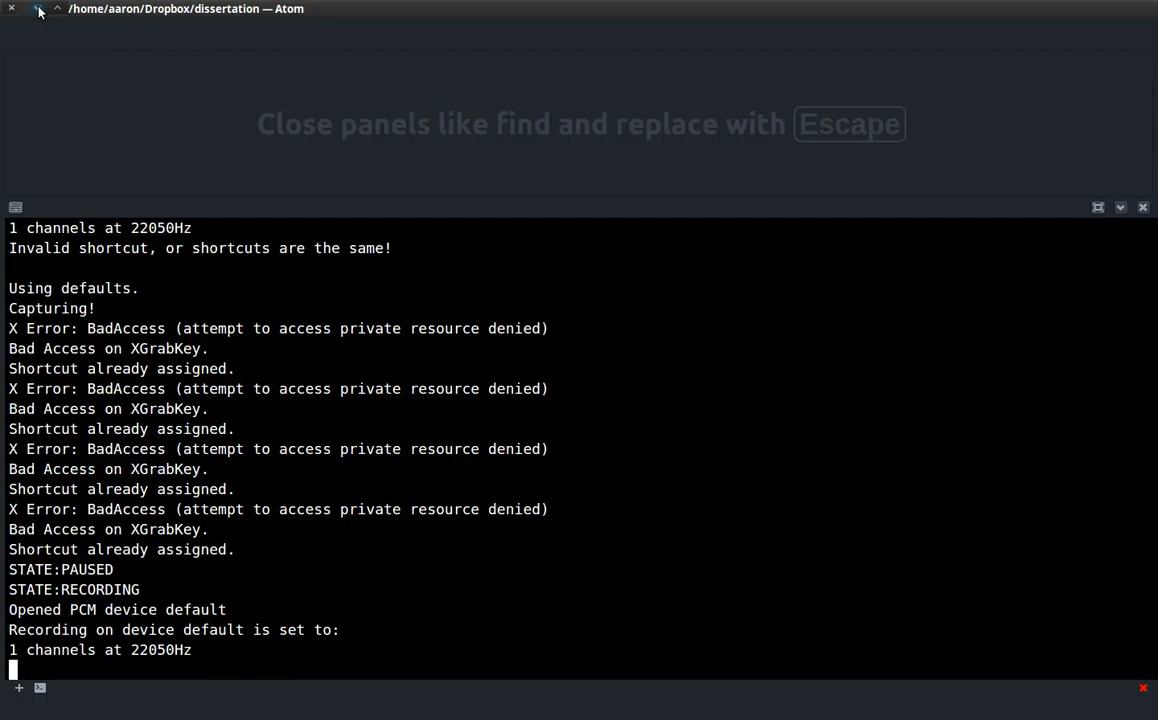 /home/aaron/Dropbox/dissertation — Atom
Close panels like find and replace with Escape
1 channels at 22050Hz
Invalid shortcut, or shortcuts are the same!
Using defaults.
Capturing!
X Error: BadAccess (attempt to access private resource denied)
Bad Access on XGrabKey.
Shortcut already assigned.
X Error: BadAccess (attempt to access private resource denied)
Bad Access on XGrabKey.
Shortcut already assigned.
X Error: BadAccess (attempt to access private resource denied)
Bad Access on XGrabKey.
Shortcut already assigned.
X Error: BadAccess (attempt to access private resource denied)
Bad Access on XGrabKey.
Shortcut already assigned.
STATE:PAUSED
STATE:RECORDING
Opened PCM device default
Recording on device default is set to:
1 channels at 22050Hz